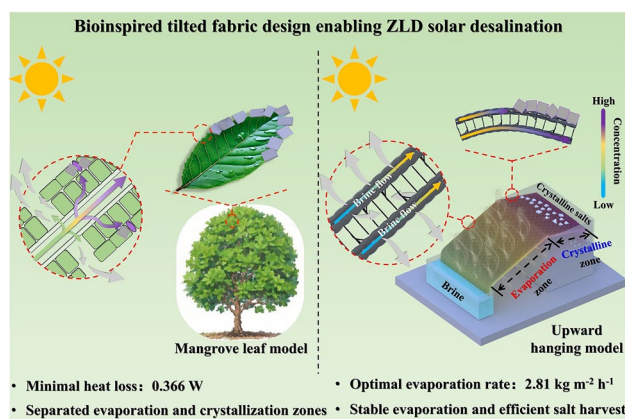 Bioinspired tilted fabric design enabling ZLD solar desalination
Mangrove leaf model
• Minimal heat loss: 0.366 W
• Separated evaporation and crystallization zones
Brine flow
Brine flow
High
Concentration
Low
Crystalline salts
Brine
Evaporation
zone
Crystalline
zone
Upward
hanging model
• Optimal evaporation rate: 2.81 kg m⁻² h⁻¹
• Stable evaporation and efficient salt harvest